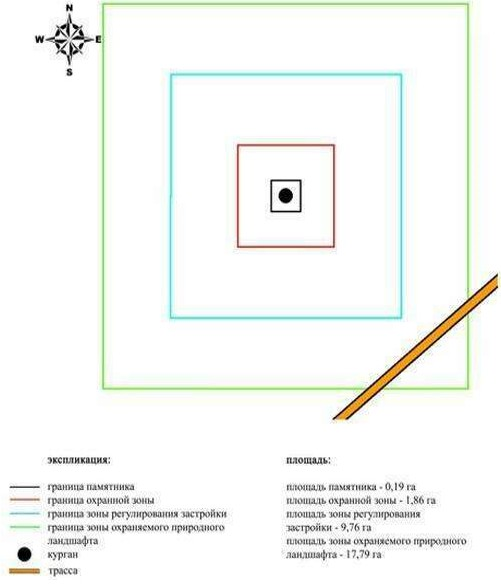 N
W E
S
экспликация:
граница памятника
граница охранной зоны
граница зоны регулирования застройки
граница зоны охраняемого природного
ландшафта
курган
трасса
площадь:
площадь памятника - 0,19 га
площадь охранной зоны - 1,86 га
площадь зоны регулирования
застройки - 9,76 га
площадь зоны охраняемого природного
ландшафта - 17,79 га